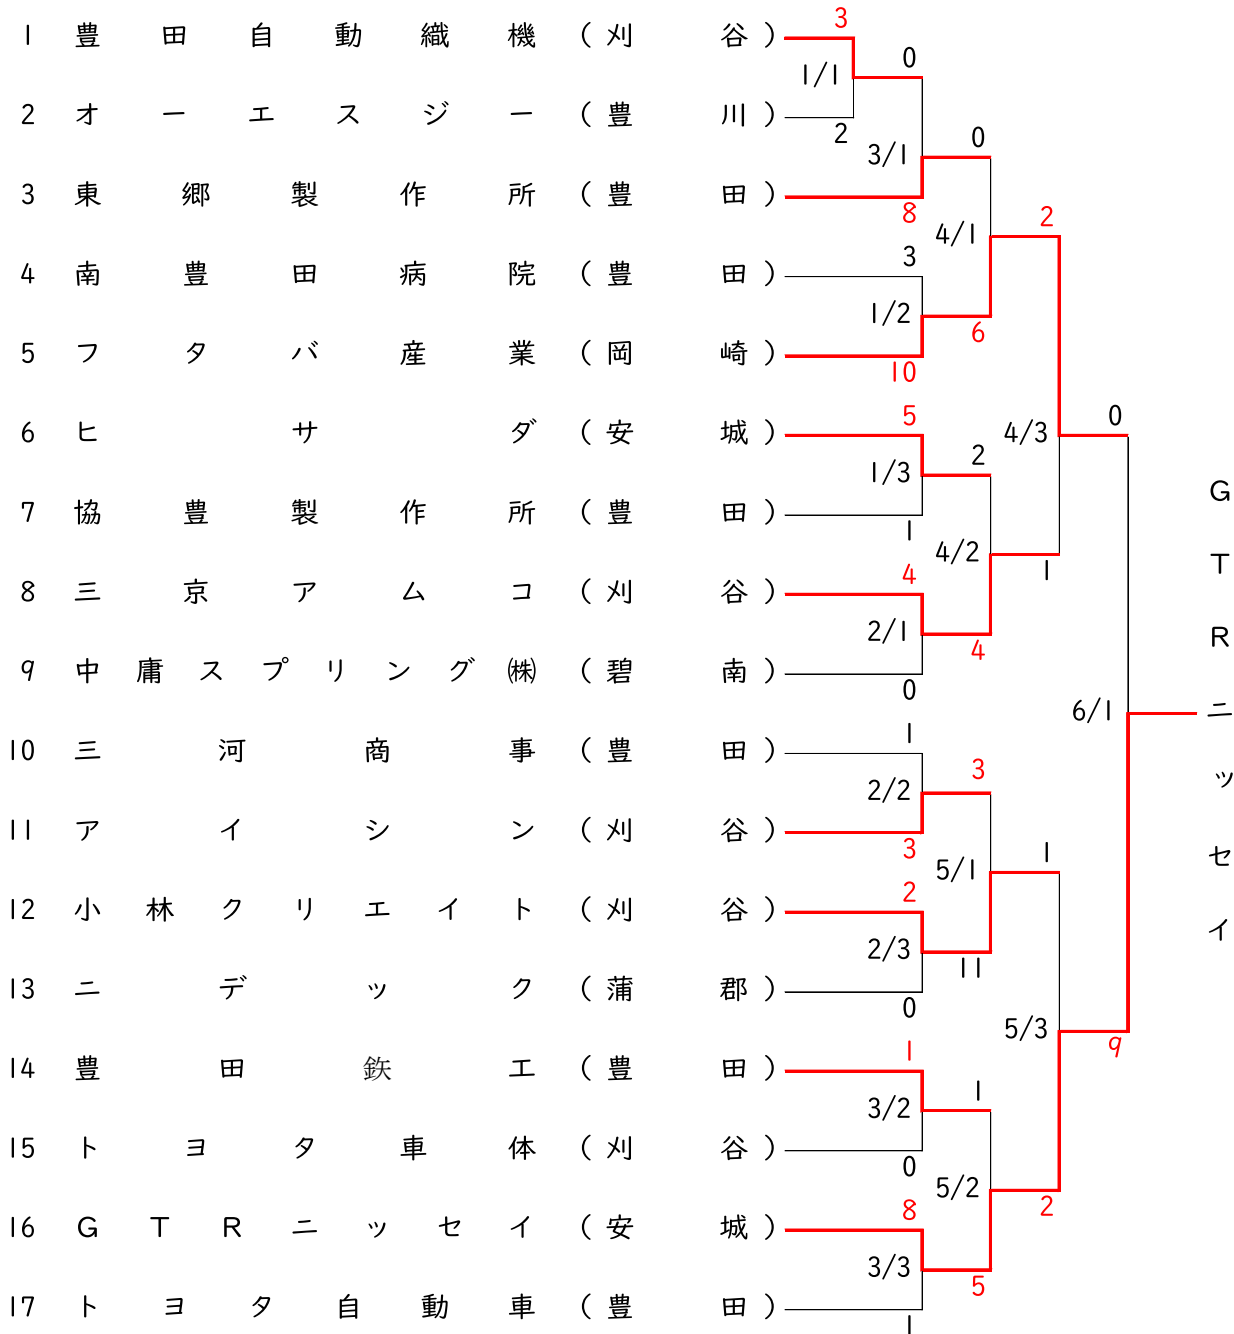 1 豊田自動織機（刈谷）
3
0
1/1
2 オーエスジー（豊川）
2
3/1
0
3 東郷製作所（豊田）
8
2
4/1
4 南豊田病院（豊田）
3
1/2
6
5 フタバ産業（岡崎）
10
0
6 ヒサダ（安城）
5
4/3
1/3
2
7 協豊製作所（豊田）
1
4/2
1
8 三京アムコ（刈谷）
4
2/1
4
9 中庸スプリング㈱（碧南）
0
6/1
GTRニッセイ
10 三河商事（豊田）
1
2/2
3
11 アイシン（刈谷）
3
5/1
1
12 小林クリエイト（刈谷）
2
2/3
11
13 ニデック（蒲郡）
0
5/3
9
14 豊田鉃工（豊田）
1
3/2
1
15 トヨタ車体（刈谷）
0
5/2
2
16 GTRニッセイ（安城）
8
3/3
5
17 トヨタ自動車（豊田）
1